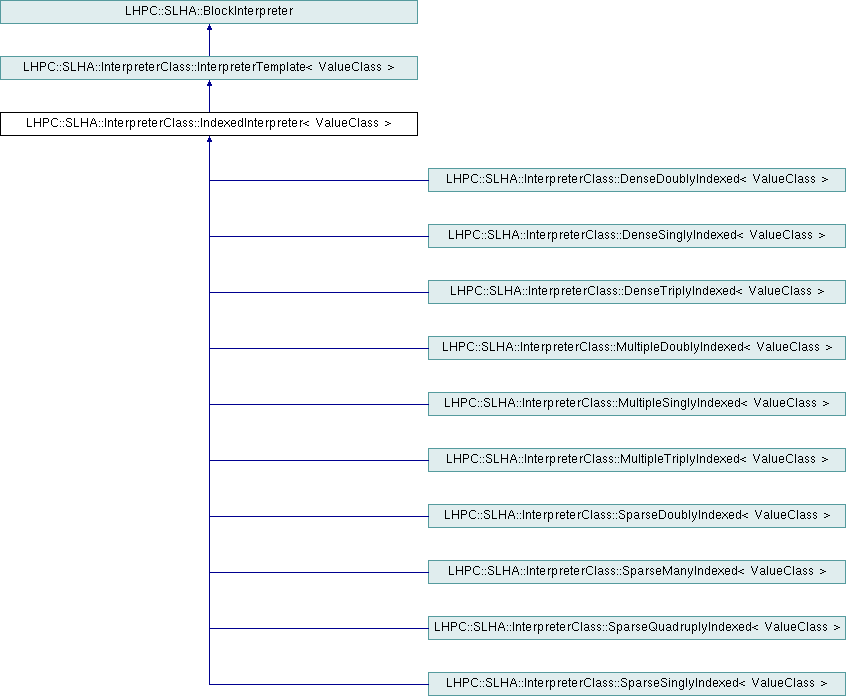 LHPC::SLHA::BlockInterpreter
LHPC::SLHA::InterpreterClass::InterpreterTemplate< ValueClass >
LHPC::SLHA::InterpreterClass::IndexedInterpreter< ValueClass >
LHPC::SLHA::InterpreterClass::DenseDoublyIndexed< ValueClass >
LHPC::SLHA::InterpreterClass::DenseSinglyIndexed< ValueClass >
LHPC::SLHA::InterpreterClass::DenseTriplyIndexed< ValueClass >
LHPC::SLHA::InterpreterClass::MultipleDoublyIndexed< ValueClass >
LHPC::SLHA::InterpreterClass::MultipleSinglyIndexed< ValueClass >
LHPC::SLHA::InterpreterClass::MultipleTriplyIndexed< ValueClass >
LHPC::SLHA::InterpreterClass::SparseDoublyIndexed< ValueClass >
LHPC::SLHA::InterpreterClass::SparseManyIndexed< ValueClass >
LHPC::SLHA::InterpreterClass::SparseQuadruplyIndexed< ValueClass >
LHPC::SLHA::InterpreterClass::SparseSinglyIndexed< ValueClass >